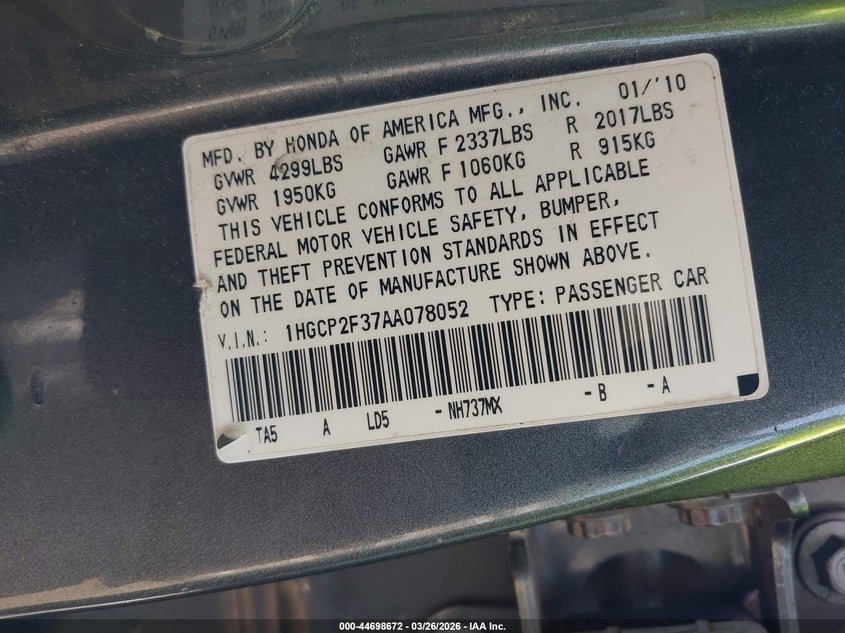 MFD. BY HONDA OF AMERICA MFG., INC. 01/'10
GVWR 4299LBS GAWR F 2337LBS R 2017LBS
GVWR 1950KG GAWR F 1060KG R 915KG
THIS VEHICLE CONFORMS TO ALL APPLICABLE
FEDERAL MOTOR VEHICLE SAFETY, BUMPER,
AND THEFT PREVENTION STANDARDS IN EFFECT
ON THE DATE OF MANUFACTURE SHOWN ABOVE.
V.I.N.: 1HGCP2F37AA078052 TYPE: PASSENGER CAR
TA5 A LD5 -NH737MX -B -A
000-44698672 - 03/26/2026 - IAA Inc.